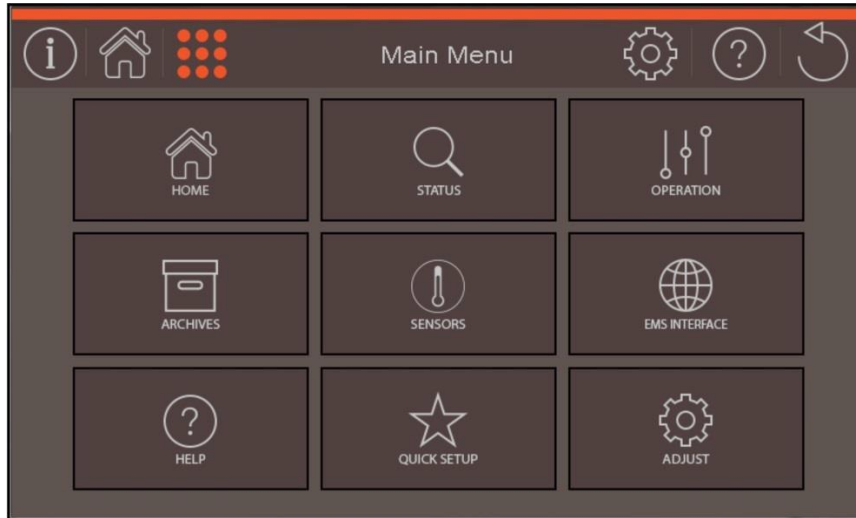 Main Menu
HOME
STATUS
OPERATION
ARCHIVES
SENSORS
EMS INTERFACE
HELP
QUICK SETUP
ADJUST